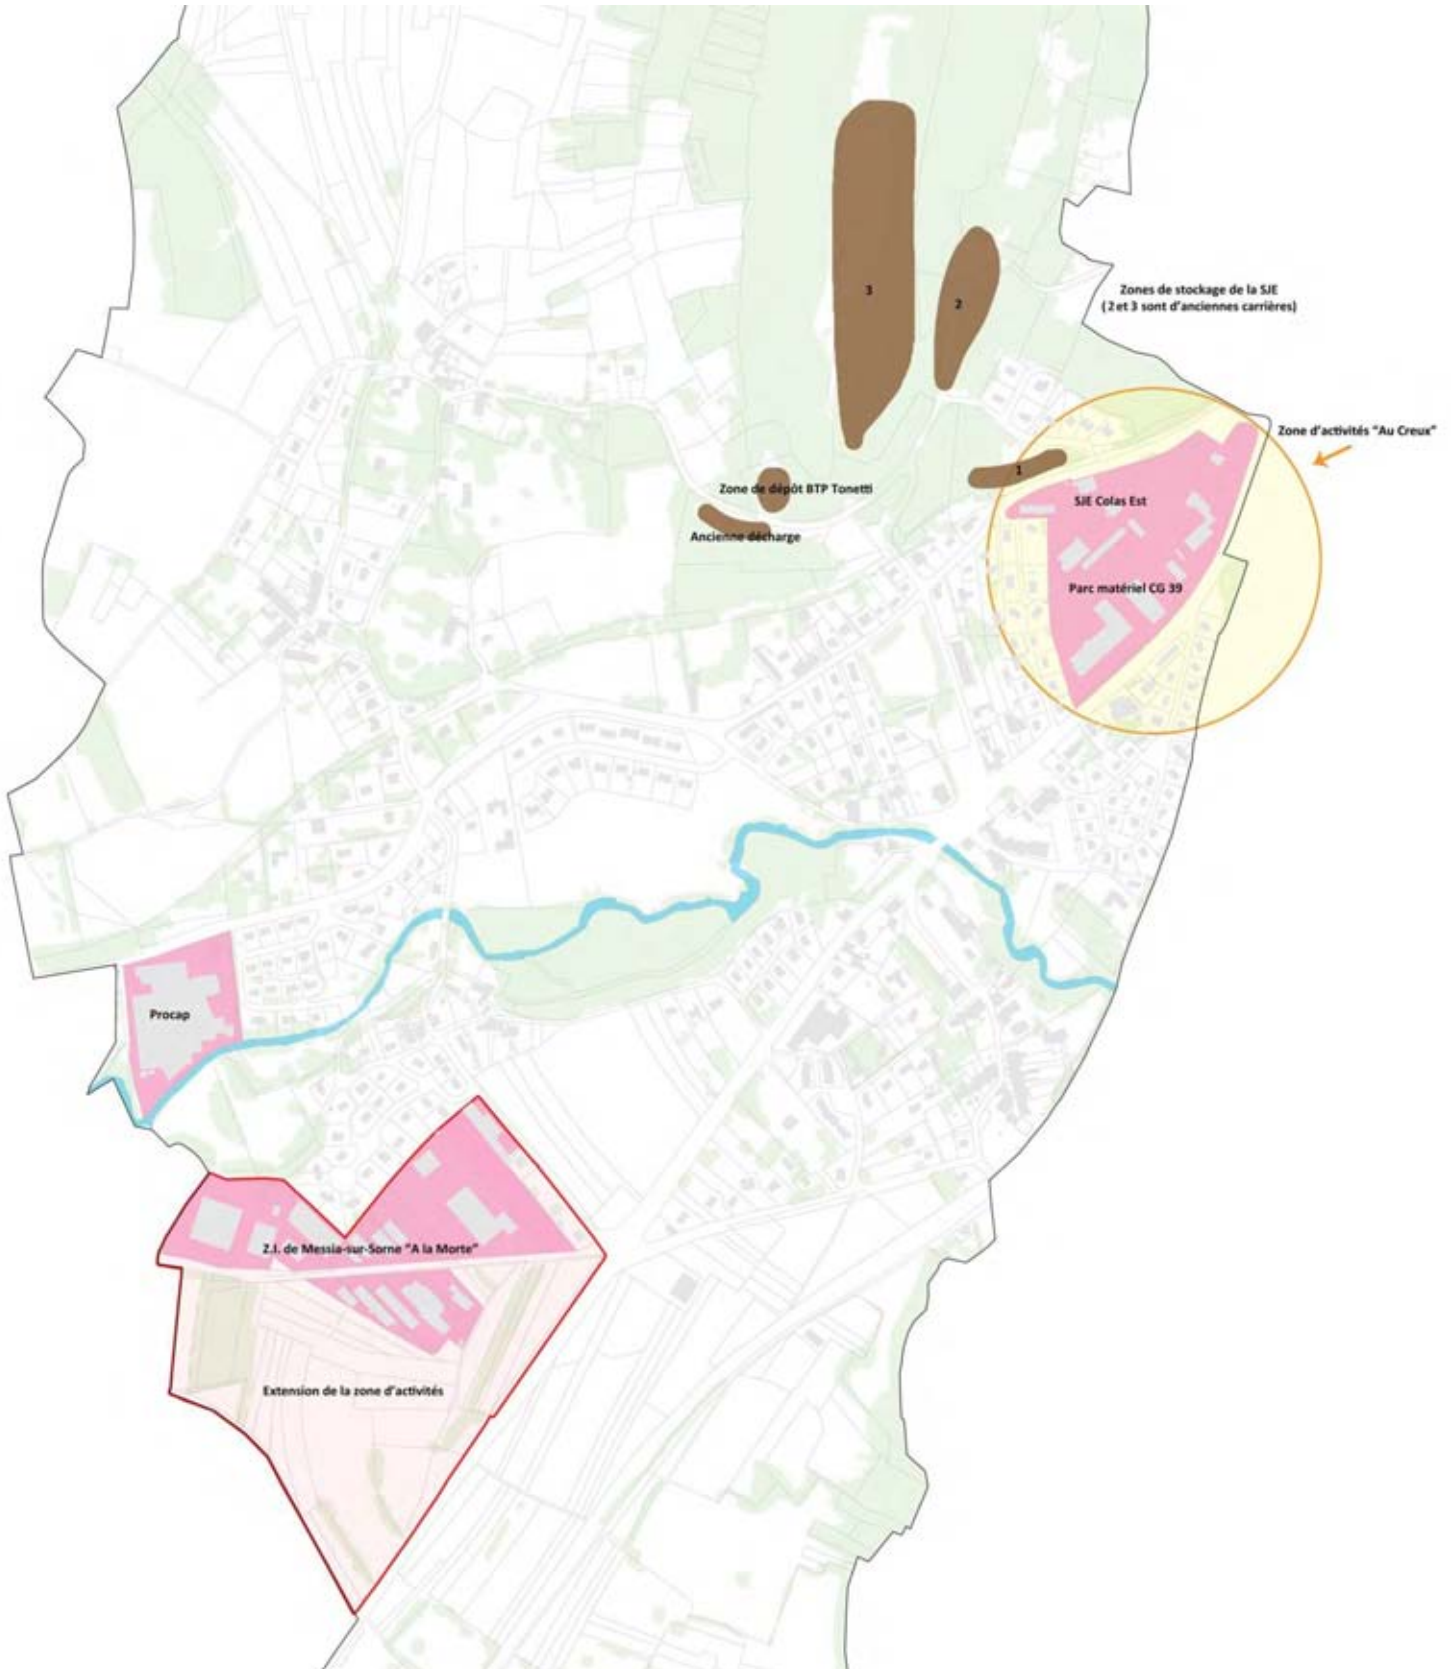 3
2
Zones de stockage de la SJE
(2 et 3 sont d'anciennes carrières)
Zone d'activités "Au Creux"
1
Zone de dépôt BTP Tonetti
SJE Colas Est
Ancienne décharge
Parc matériel CG 39
Procap
Z.I. de Messia-sur-Sorne "A la Morte"
Extension de la zone d'activités